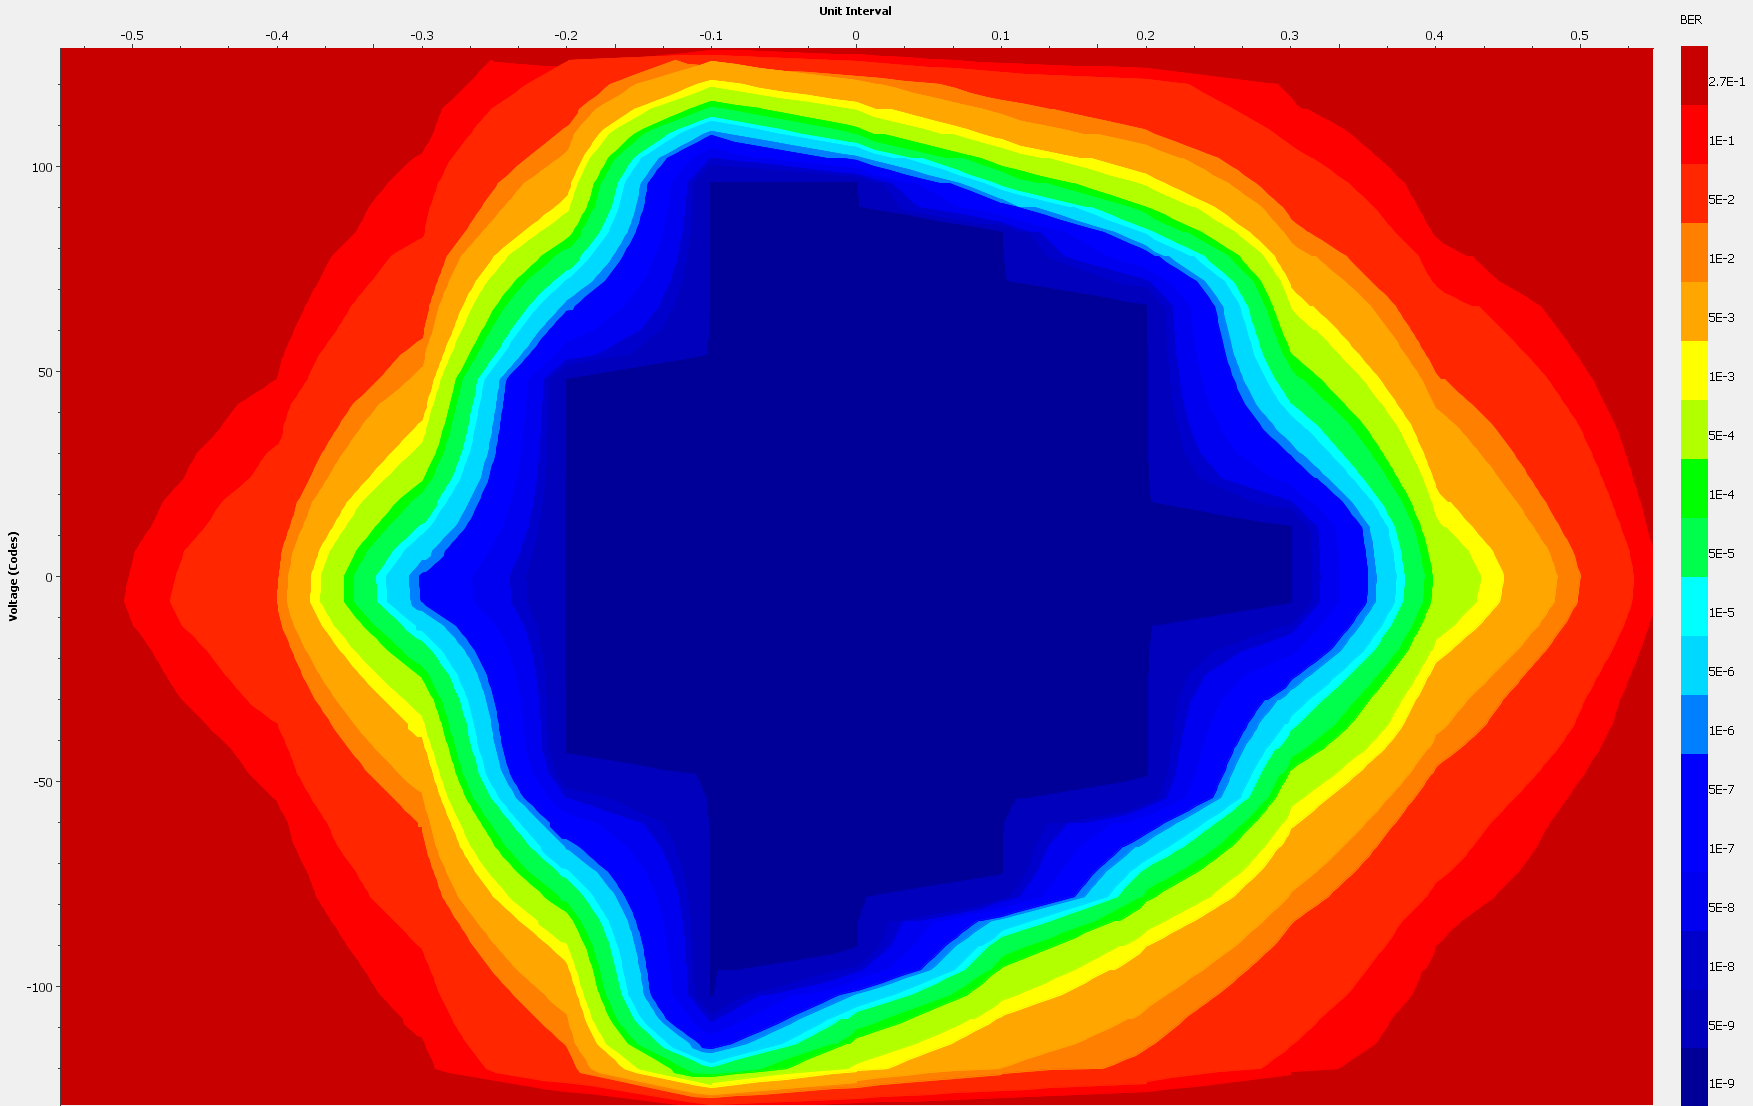 Unit Interval
BER
-0.5 -0.4 -0.3 -0.2 -0.1 0 0.1 0.2 0.3 0.4 0.5
2.7E-1
1E-1
100
5E-2
1E-2
5E-3
50
1E-3
5E-4
1E-4
5E-5
Voltage (Codes)
0
1E-5
5E-6
1E-6
-50
5E-7
1E-7
5E-8
1E-8
-100
5E-9
1E-9